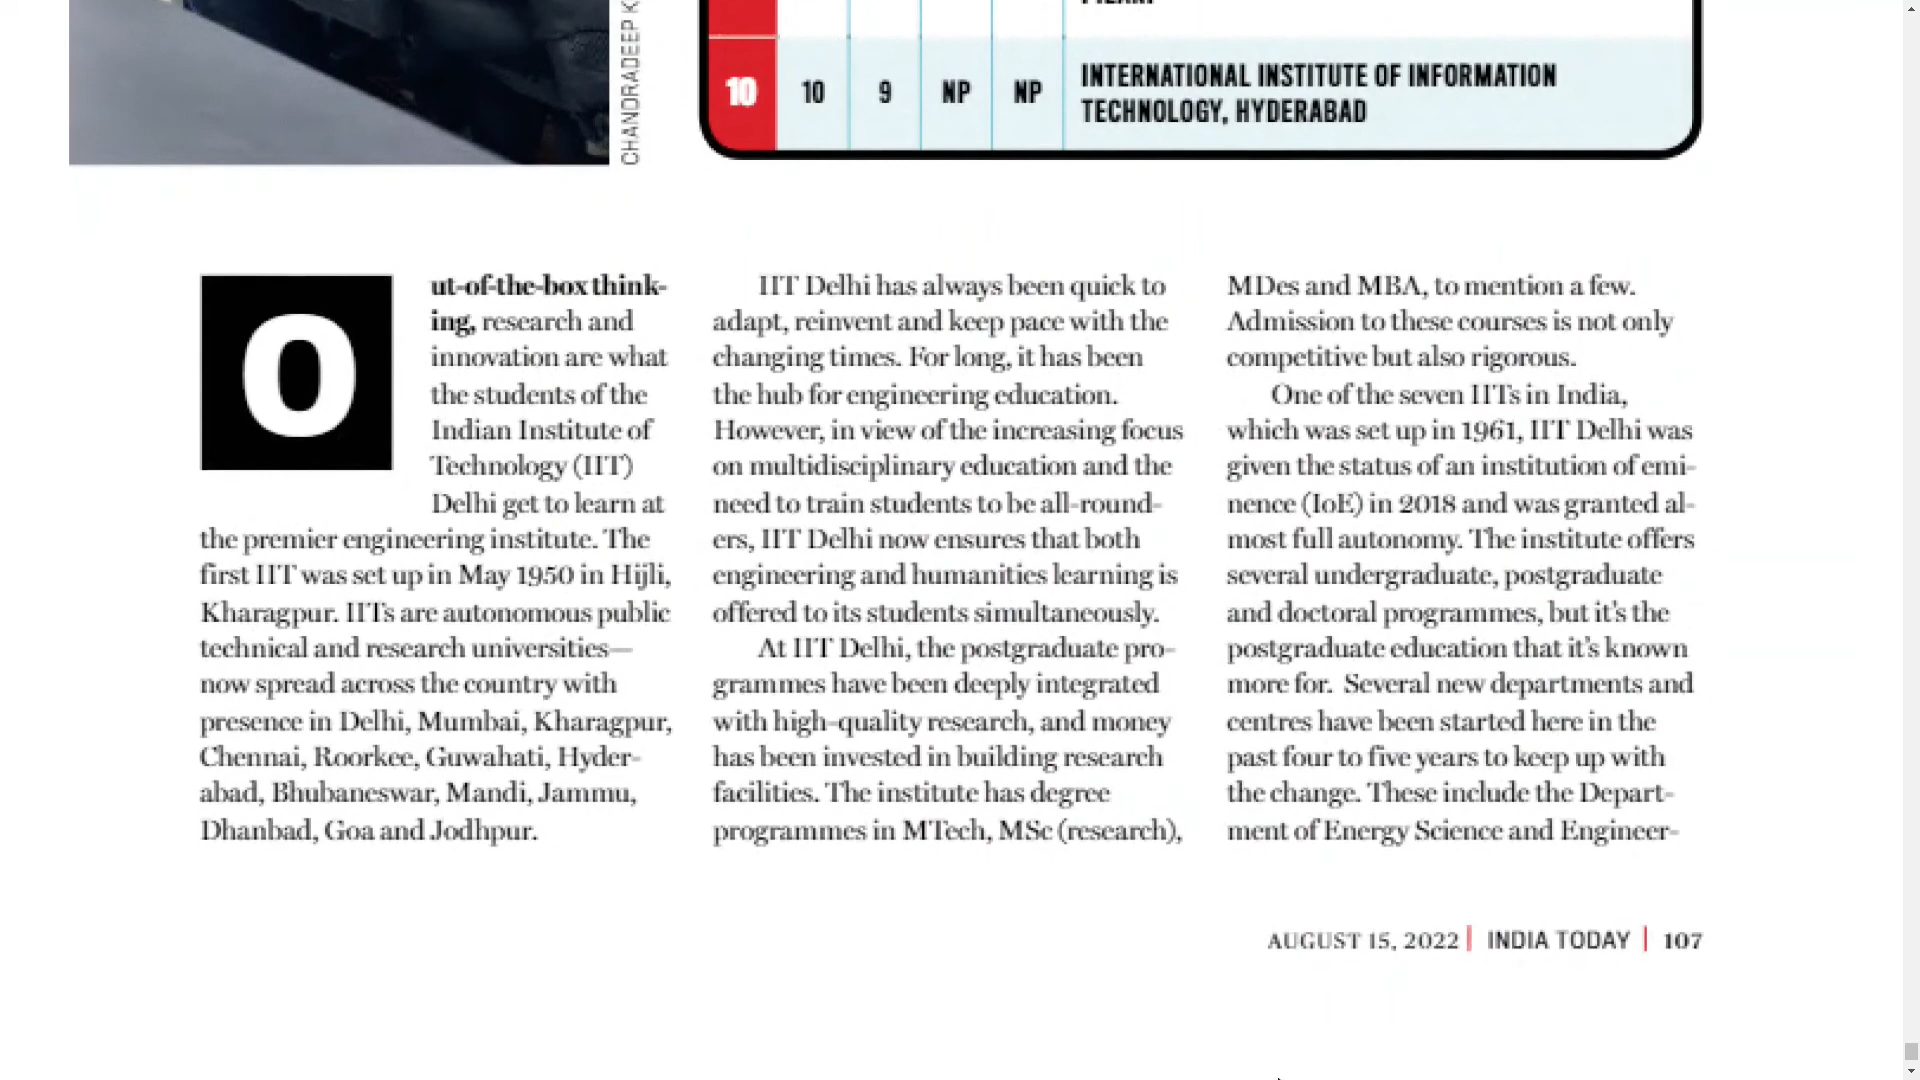 CHANDRADEEP K
10 10 9 NP NP INTERNATIONAL INSTITUTE OF INFORMATION
TECHNOLOGY, HYDERABAD
Out-of-the-box think-
ing, research and
innovation are what
the students of the
Indian Institute of
Technology (IIT)
Delhi get to learn at
the premier engineering institute. The
first IIT was set up in May 1950 in Hijli,
Kharagpur. IITs are autonomous public
technical and research universities—
now spread across the country with
presence in Delhi, Mumbai, Kharagpur,
Chennai, Roorkee, Guwahati, Hyder-
abad, Bhubaneswar, Mandi, Jammu,
Dhanbad, Goa and Jodhpur.
IIT Delhi has always been quick to
adapt, reinvent and keep pace with the
changing times. For long, it has been
the hub for engineering education.
However, in view of the increasing focus
on multidisciplinary education and the
need to train students to be all-round-
ers, IIT Delhi now ensures that both
engineering and humanities learning is
offered to its students simultaneously.
At IIT Delhi, the postgraduate pro-
grammes have been deeply integrated
with high-quality research, and money
has been invested in building research
facilities. The institute has degree
programmes in MTech, MSc (research),
MDes and MBA, to mention a few.
Admission to these courses is not only
competitive but also rigorous.
One of the seven IITs in India,
which was set up in 1961, IIT Delhi was
given the status of an institution of emi-
nence (IoE) in 2018 and was granted al-
most full autonomy. The institute offers
several undergraduate, postgraduate
and doctoral programmes, but it's the
postgraduate education that it's known
more for. Several new departments and
centres have been started here in the
past four to five years to keep up with
the change. These include the Depart-
ment of Energy Science and Engineer-
AUGUST 15, 2022 | INDIA TODAY | 107